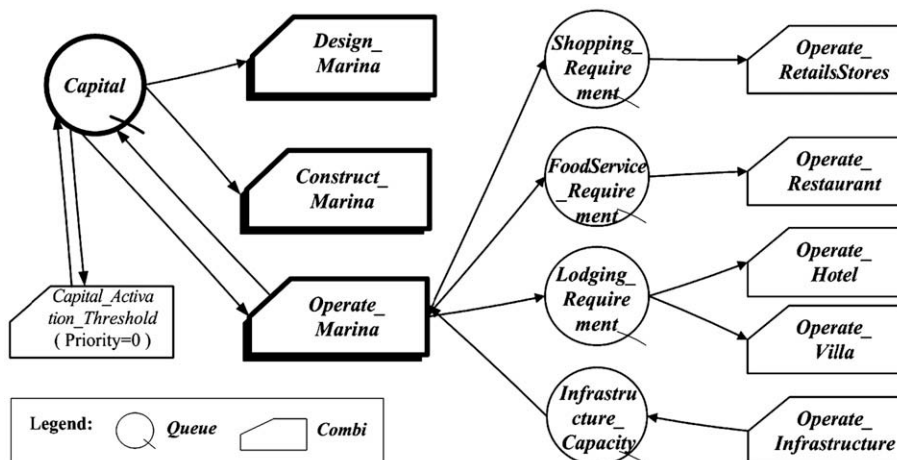 Capital
Design_
Marina
Construct_
Marina
Operate_
Marina
Capital_Activa
tion_Threshold
( Priority=0 )
Shopping_
Require
ment
FoodService
_Require
ment
Lodging_
Require
ment
Infrastru
cture_
Capacity
Operate_
RetailsStores
Operate_
Restaurant
Operate_
Hotel
Operate_
Villa
Operate_
Infrastructure
Legend:
Queue
Combi